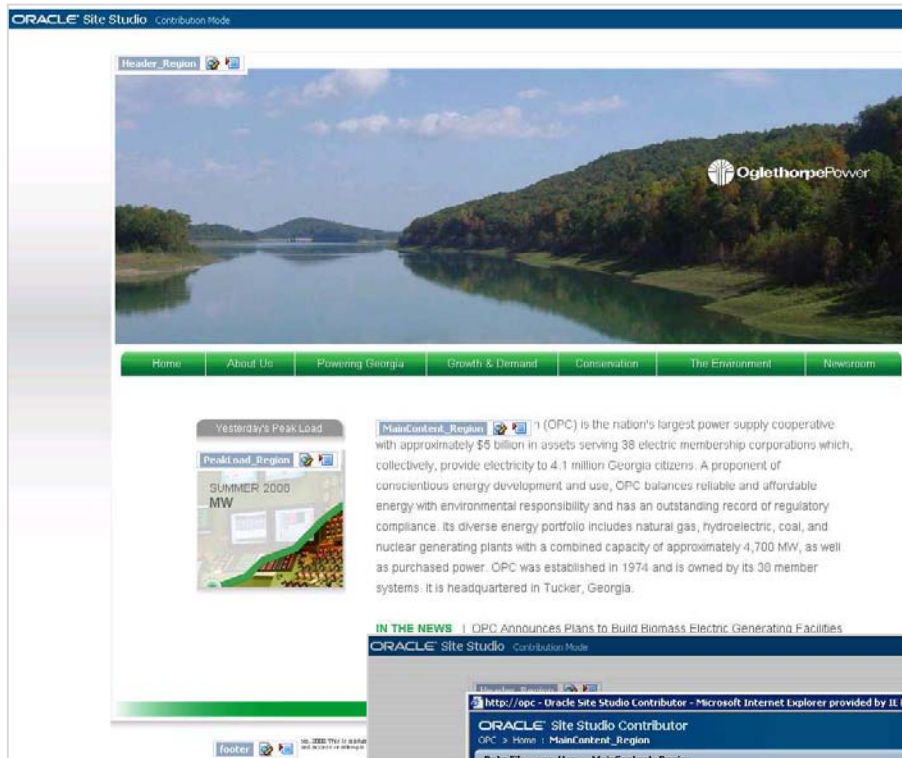 ORACLE Site Studio Contribution Mode
Header_Region
OglethorpePower
Home About Us Powering Georgia Growth & Demand Conservation The Environment Newsroom
Yesterday's Peak Load
PeakLoad_Region
SUMMER 2008
MW
MainContent_Region (OPC) is the nation's largest power supply cooperative
with approximately $5 billion in assets serving 38 electric membership corporations which,
collectively, provide electricity to 4.1 million Georgia citizens. A proponent of
conscientious energy development and use, OPC balances reliable and affordable
energy with environmental responsibility and has an outstanding record of regulatory
compliance. Its diverse energy portfolio includes natural gas, hydroelectric, coal, and
nuclear generating plants with a combined capacity of approximately 4,700 MW, as well
as purchased power. OPC was established in 1974 and is owned by its 38 member
systems. It is headquartered in Tucker, Georgia.
IN THE NEWS | OPC Announces Plans to Build Biomass Electric Generating Facilities
ORACLE Site Studio Contribution Mode
Header_Region
http://opc - Oracle Site Studio Contributor - Microsoft Internet Explorer provided by IE
ORACLE Site Studio Contributor
OPC > Home : MainContent_Region
footer